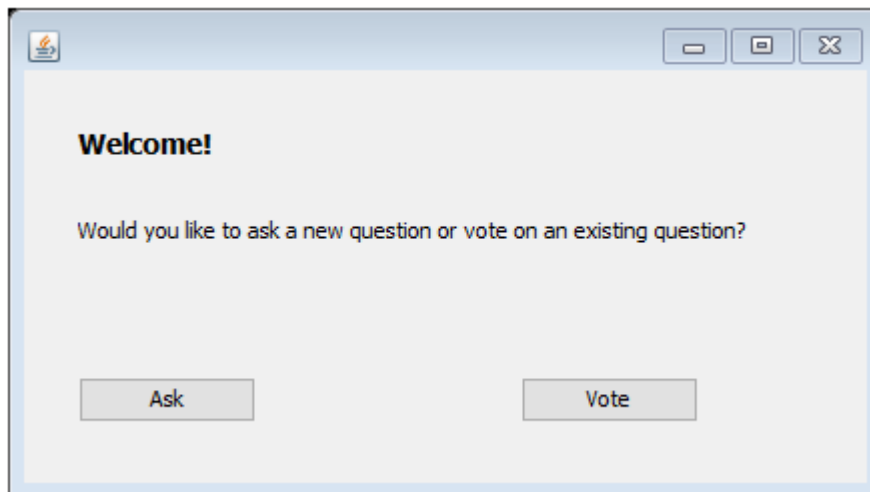 Welcome!
Would you like to ask a new question or vote on an existing question?
Ask
Vote